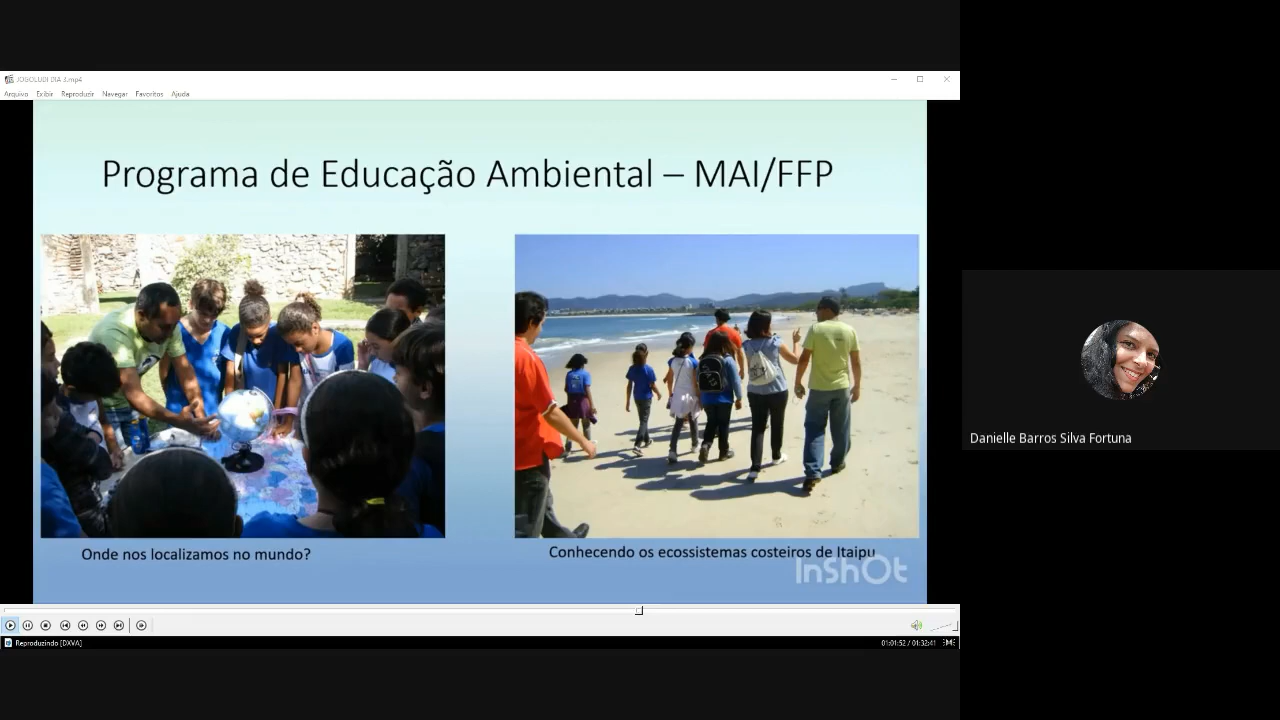 JOGOLUDI DIA 3.mp4
Arquivo Exibir Reproduzir Navegar Favoritos Ajuda
Programa de Educação Ambiental – MAI/FFP
Onde nos localizamos no mundo?
Conhecendo os ecossistemas costeiros de Itaipu
InShOt
Danielle Barros Silva Fortuna
Reproduzindo [DXVA]
01:01:52 / 01:32:41